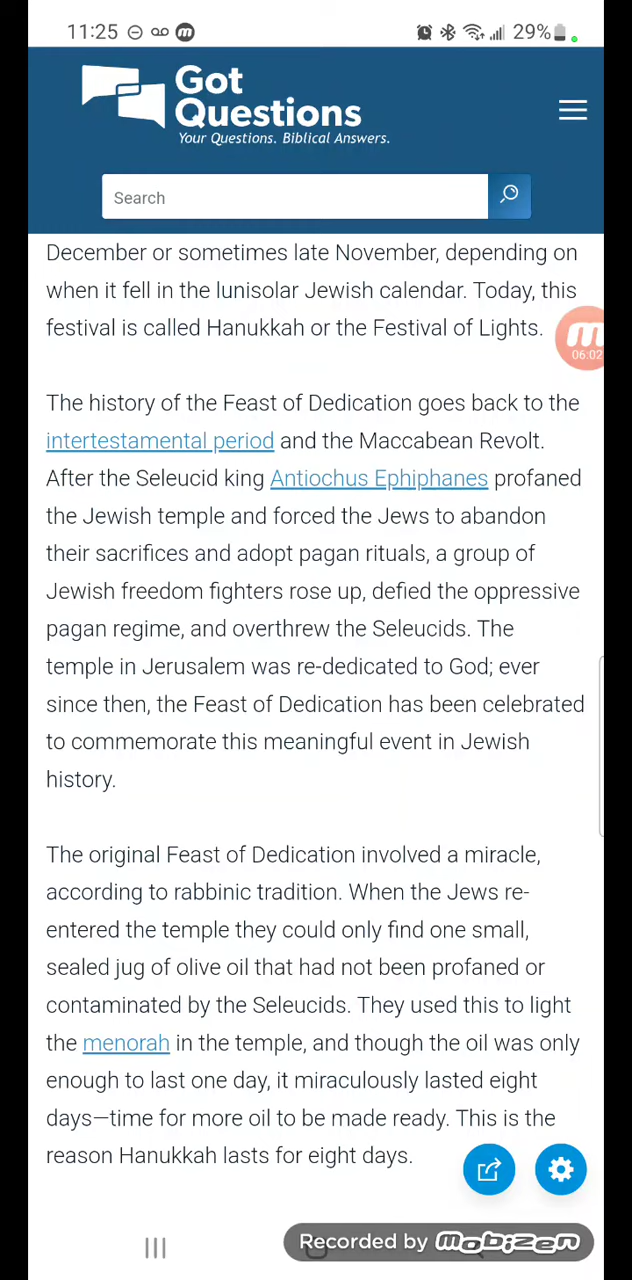 11:25
29%
Got
Questions
Your Questions. Biblical Answers.
Search
December or sometimes late November, depending on
when it fell in the lunisolar Jewish calendar. Today, this
festival is called Hanukkah or the Festival of Lights.
06:02
The history of the Feast of Dedication goes back to the
intertestamental period and the Maccabean Revolt.
After the Seleucid king Antiochus Ephiphanes profaned
the Jewish temple and forced the Jews to abandon
their sacrifices and adopt pagan rituals, a group of
Jewish freedom fighters rose up, defied the oppressive
pagan regime, and overthrew the Seleucids. The
temple in Jerusalem was re-dedicated to God; ever
since then, the Feast of Dedication has been celebrated
to commemorate this meaningful event in Jewish
history.
The original Feast of Dedication involved a miracle,
according to rabbinic tradition. When the Jews re-
entered the temple they could only find one small,
sealed jug of olive oil that had not been profaned or
contaminated by the Seleucids. They used this to light
the menorah in the temple, and though the oil was only
enough to last one day, it miraculously lasted eight
days—time for more oil to be made ready. This is the
reason Hanukkah lasts for eight days.
Recorded by mobizen